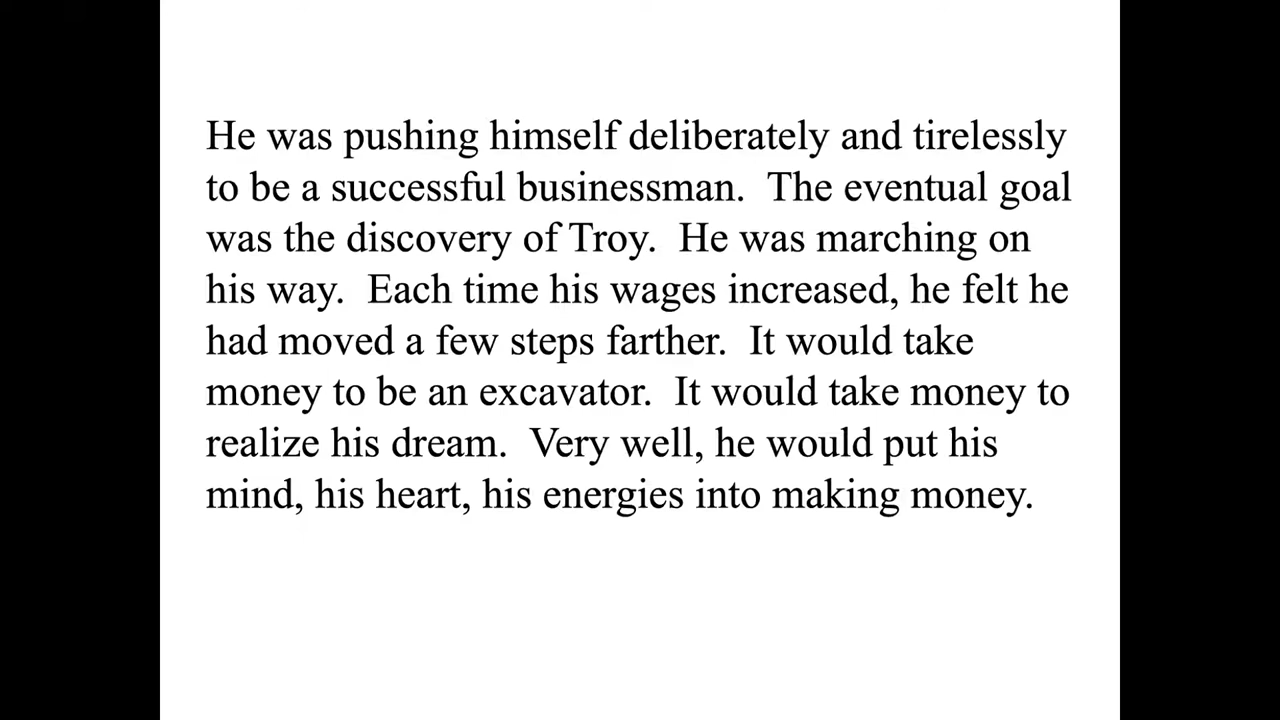 He was pushing himself deliberately and tirelessly
to be a successful businessman.  The eventual goal
was the discovery of Troy.  He was marching on
his way.  Each time his wages increased, he felt he
had moved a few steps farther.  It would take
money to be an excavator.  It would take money to
realize his dream.  Very well, he would put his
mind, his heart, his energies into making money.